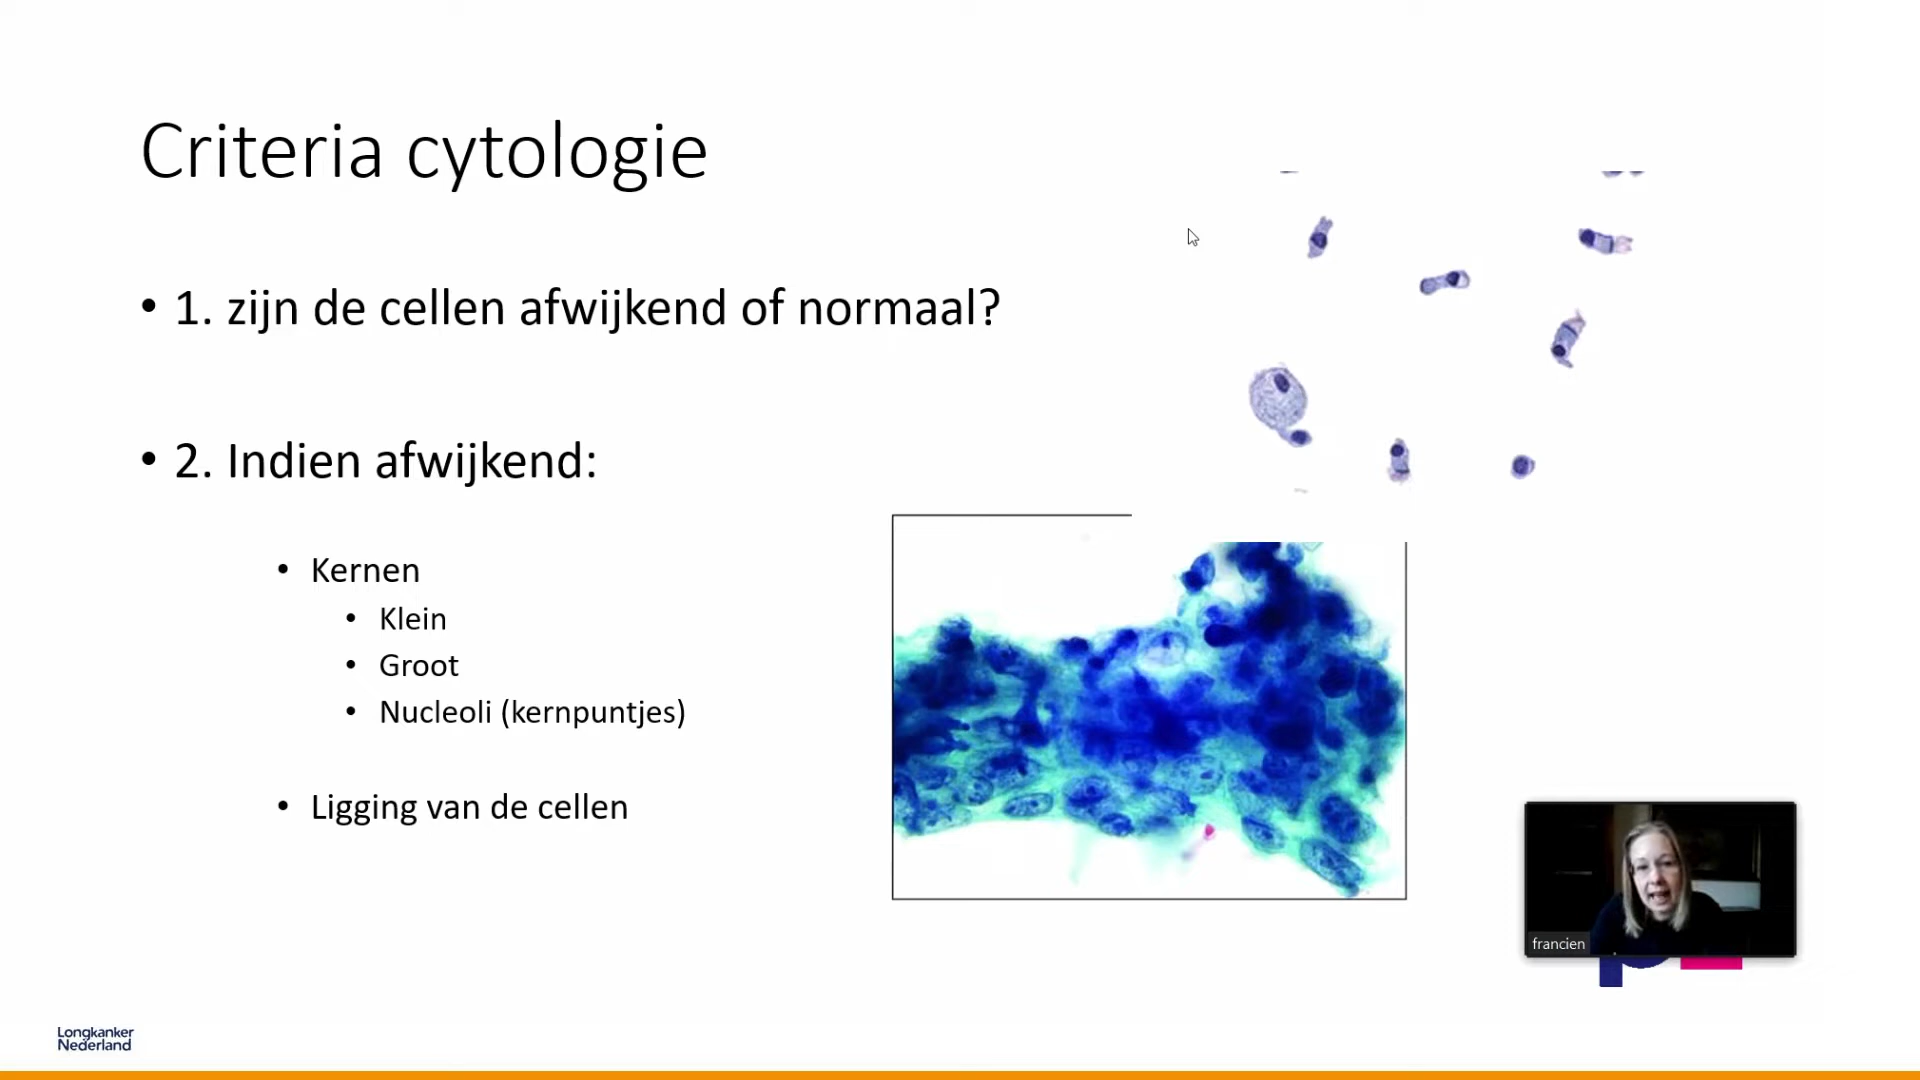 Criteria cytologie
• 1. zijn de cellen afwijkend of normaal?
• 2. Indien afwijkend:
• Kernen
• Klein
• Groot
• Nucleoli (kernpuntjes)
• Ligging van de cellen
francien
Longkanker
Nederland